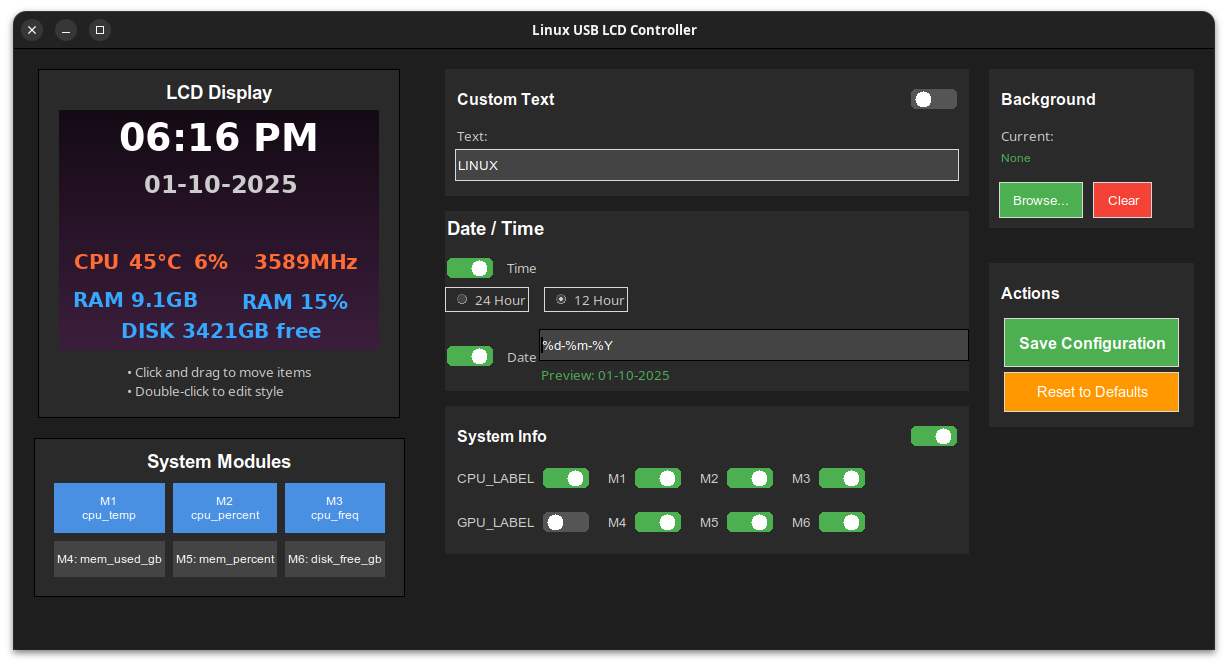 Linux USB LCD Controller
LCD Display
06:16 PM
01-10-2025
CPU 45°C 6% 3589MHz
RAM 9.1GB RAM 15%
DISK 3421GB free
• Click and drag to move items
• Double-click to edit style
System Modules
M1
cpu_temp
M2
cpu_percent
M3
cpu_freq
M4: mem_used_gb
M5: mem_percent
M6: disk_free_gb
Custom Text
Text:
LINUX
Date / Time
Time
24 Hour
12 Hour
Date
%d-%m-%Y
Preview: 01-10-2025
System Info
CPU_LABEL M1 M2 M3
GPU_LABEL M4 M5 M6
Background
Current:
None
Browse...
Clear
Actions
Save Configuration
Reset to Defaults